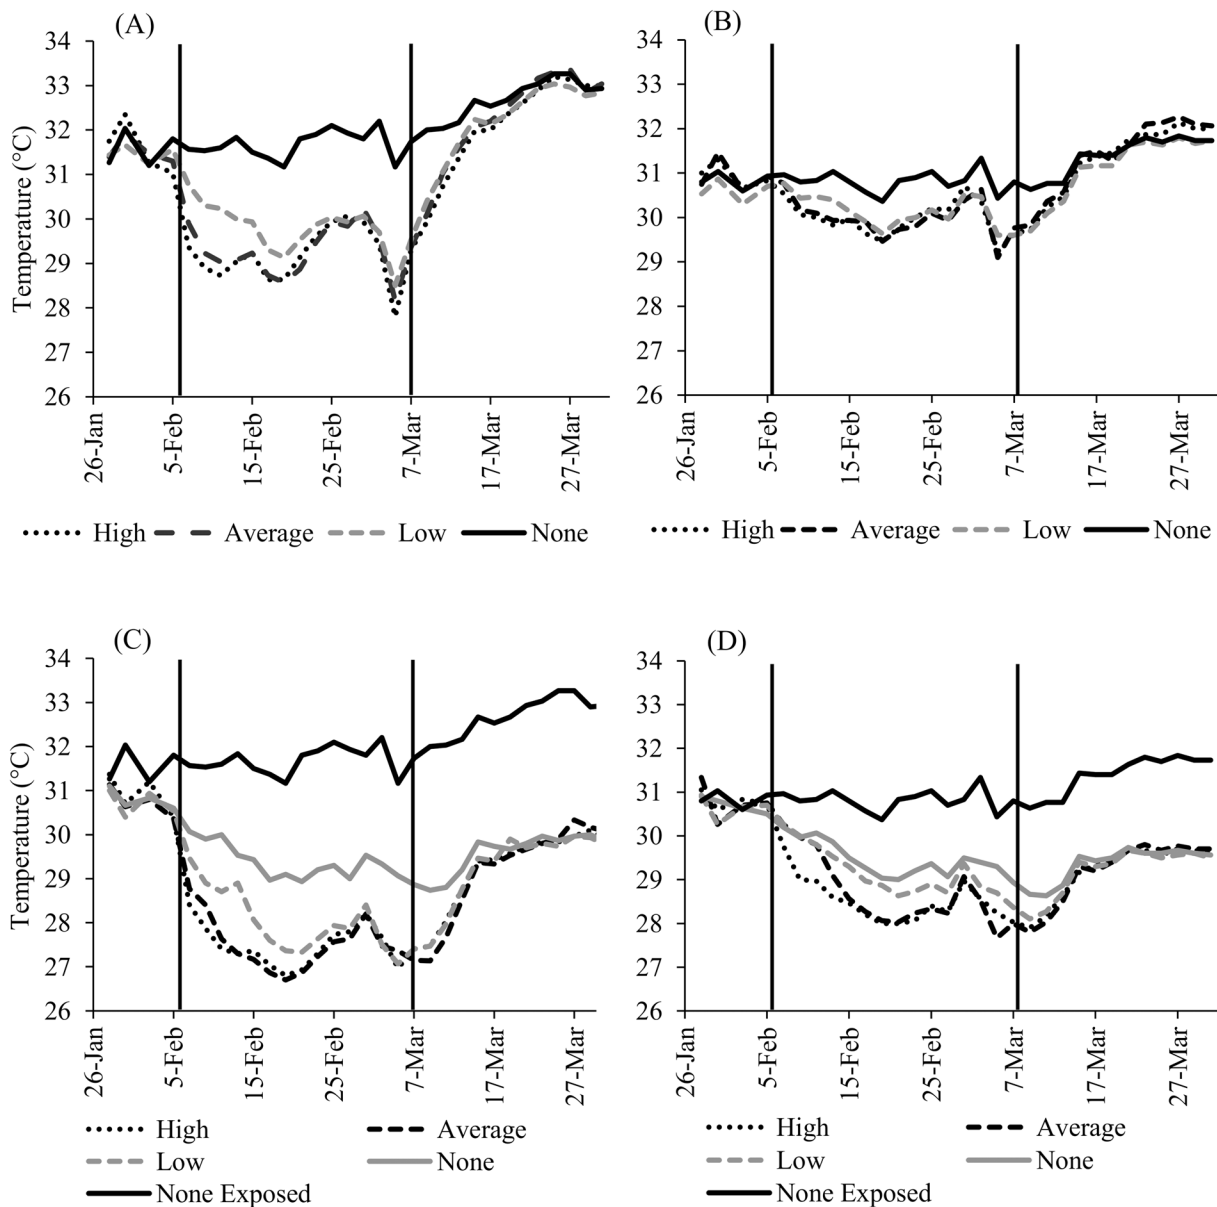 (A)
34
33
32
31
30
29
28
27
26
Temperature (°C)
26-Jan
5-Feb
15-Feb
25-Feb
7-Mar
17-Mar
27-Mar
High Average Low None
(B)
34
33
32
31
30
29
28
27
26
26-Jan
5-Feb
15-Feb
25-Feb
7-Mar
17-Mar
27-Mar
High Average Low None
(C)
34
33
32
31
30
29
28
27
26
Temperature (°C)
26-Jan
5-Feb
15-Feb
25-Feb
7-Mar
17-Mar
27-Mar
High Average
Low None
None Exposed
(D)
34
33
32
31
30
29
28
27
26
26-Jan
5-Feb
15-Feb
25-Feb
7-Mar
17-Mar
27-Mar
High Average
Low None
None Exposed